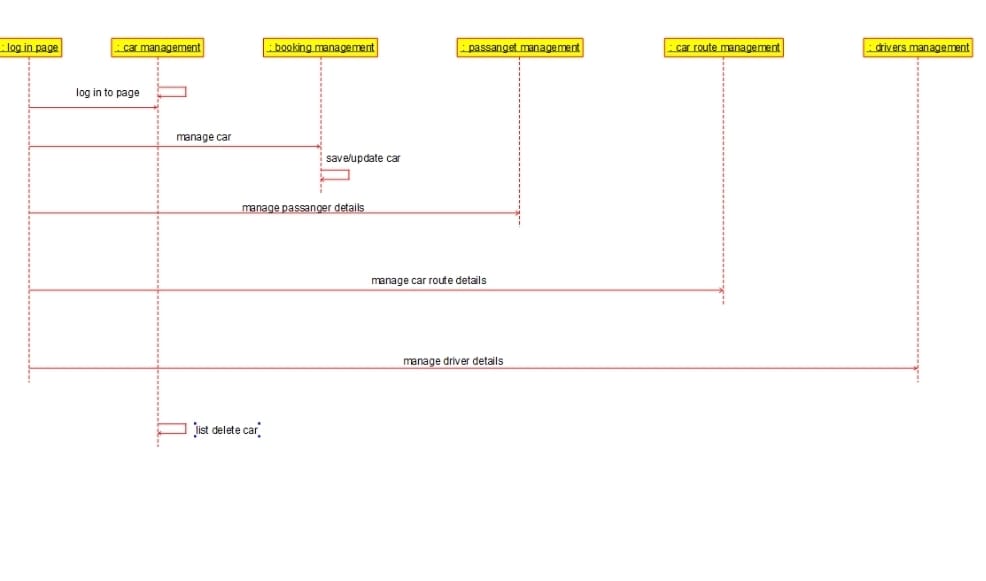 : log in page
: car management
: booking management
: passanget management
: car route management
: drivers management
log in to page
manage car
save/update car
manage passanger details
manage car route details
manage driver details
list delete car